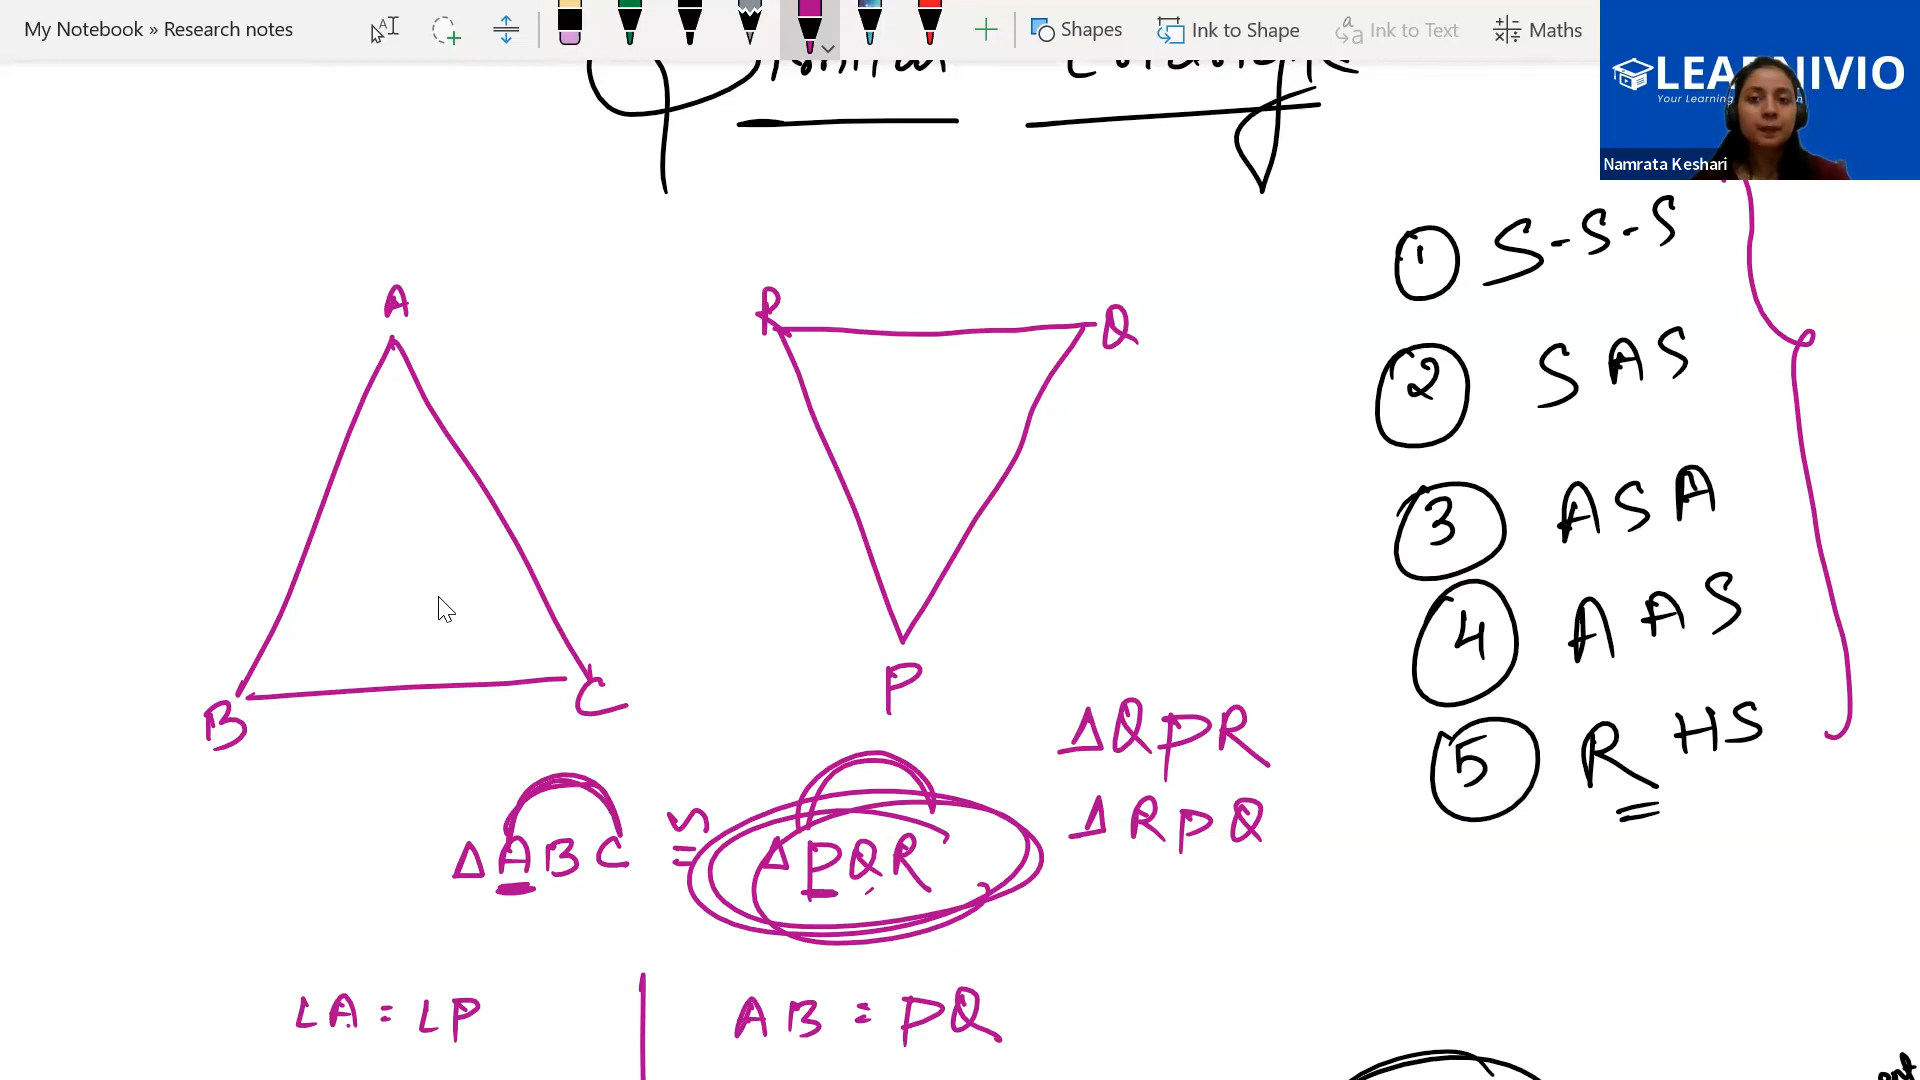 My Notebook » Research notes
Shapes
Ink to Shape
Ink to Text
Maths
LEARNIVIO
Your Learning
Namrata Keshari
1 S-S-S
2 SAS
3 ASA
4 AAS
5 RHS
A
B
C
R
Q
P
ΔQPR
ΔRPQ
ΔABC ≅ ΔPQR
∠A = ∠P
AB = PQ